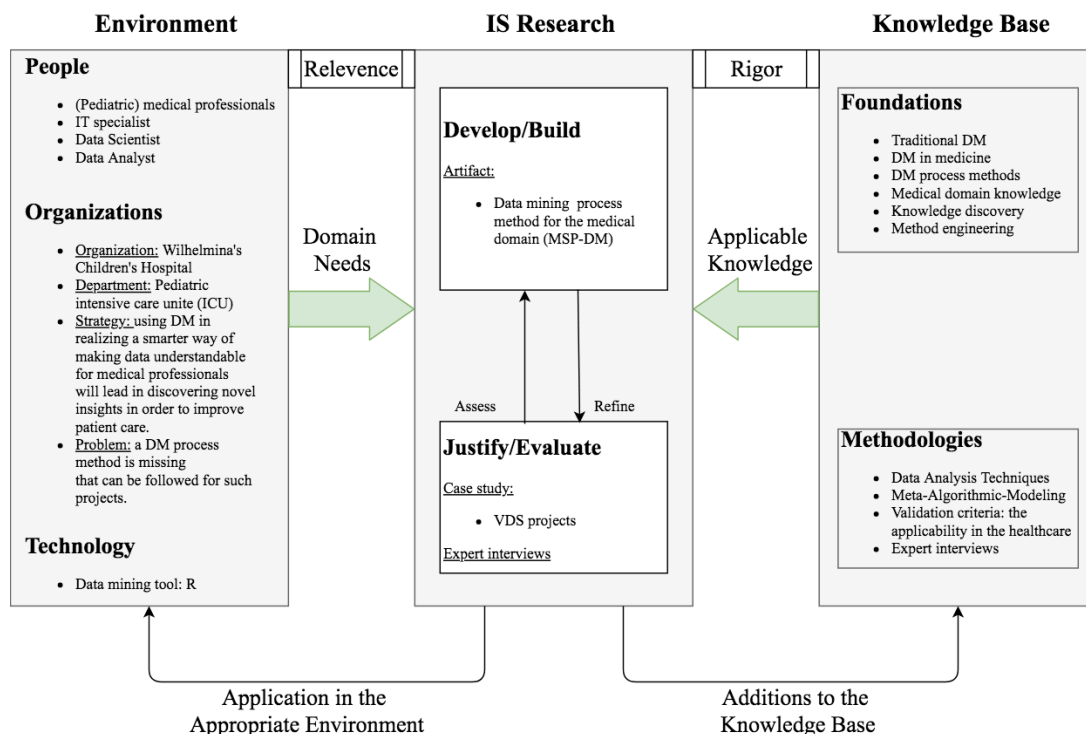 Environment
IS Research
Knowledge Base
People
• (Pediatric) medical professionals
• IT specialist
• Data Scientist
• Data Analyst
Organizations
• Organization: Wilhelmina's
Children's Hospital
• Department: Pediatric
intensive care unite (ICU)
• Strategy: using DM in
realizing a smarter way of
making data understandable
for medical professionals
will lead in discovering novel
insights in order to improve
patient care.
• Problem: a DM process
method is missing
that can be followed for such
projects.
Technology
• Data mining tool: R
Relevence
Domain
Needs
Develop/Build
Artifact:
• Data mining process
method for the medical
domain (MSP-DM)
Assess
Refine
Justify/Evaluate
Case study:
• VDS projects
Expert interviews
Rigor
Applicable
Knowledge
Foundations
• Traditional DM
• DM in medicine
• DM process methods
• Medical domain knowledge
• Knowledge discovery
• Method engineering
Methodologies
• Data Analysis Techniques
• Meta-Algorithmic-Modeling
• Validation criteria: the
applicability in the healthcare
• Expert interviews
Application in the
Appropriate Environment
Additions to the
Knowledge Base